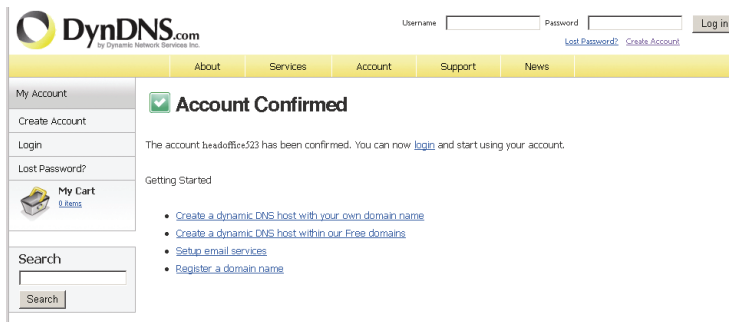 DynDNS.com
by Dynamic Network Services Inc.
Username
Password
Log in
Lost Password? Create Account
About Services Account Support News
My Account
Create Account
Login
Lost Password?
My Cart
0 items
Search
Search
Account Confirmed
The account headoffice523 has been confirmed. You can now login and start using your account.
Getting Started
Create a dynamic DNS host with your own domain name
Create a dynamic DNS host within our Free domains
Setup email services
Register a domain name